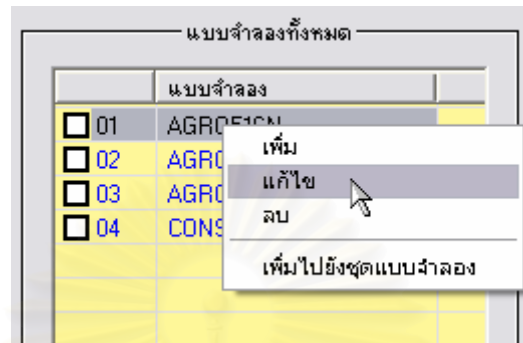 แบบจำลองทั้งหมด
แบบจำลอง
01
02
03
04
เพิ่ม
แก้ไข
ลบ
เพิ่มไปยังชุดแบบจำลอง